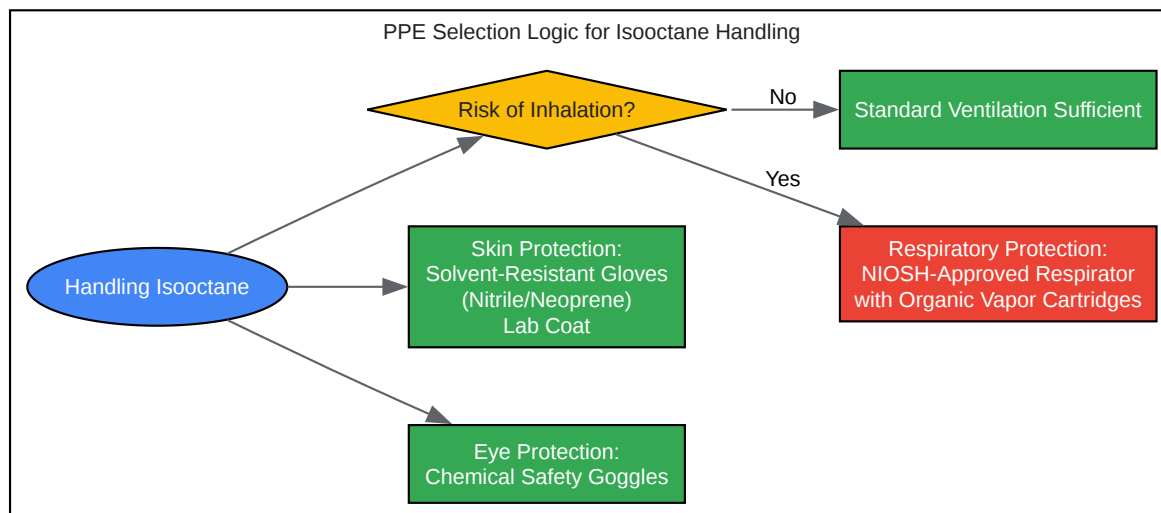 PPE Selection Logic for Isooctane Handling
Risk of Inhalation?
No
Standard Ventilation Sufficient
Yes
Handling Isooctane
Skin Protection:
Solvent-Resistant Gloves
(Nitrile/Neoprene)
Lab Coat
Respiratory Protection:
NIOSH-Approved Respirator
with Organic Vapor Cartridges
Eye Protection:
Chemical Safety Goggles